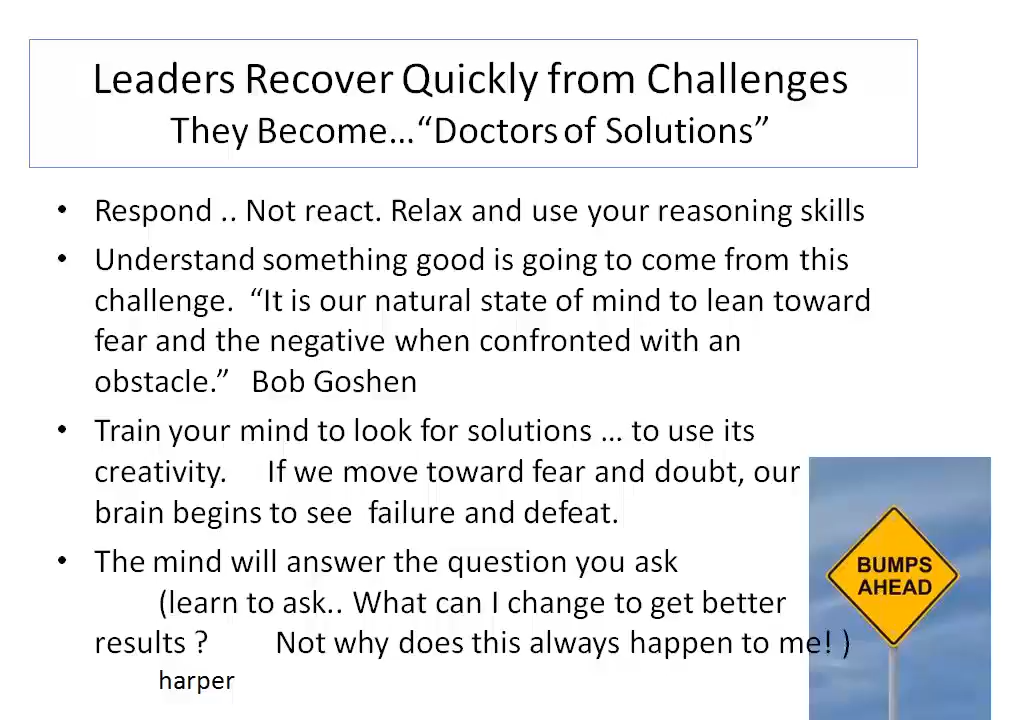 Leaders Recover Quickly from Challenges
They Become…“Doctors of Solutions”
• Respond .. Not react. Relax and use your reasoning skills
• Understand something good is going to come from this
challenge. “It is our natural state of mind to lean toward
fear and the negative when confronted with an
obstacle.” Bob Goshen
• Train your mind to look for solutions … to use its
creativity. If we move toward fear and doubt, our
brain begins to see failure and defeat.
• The mind will answer the question you ask
(learn to ask.. What can I change to get better
results ? Not why does this always happen to me! )
harper
BUMPS
AHEAD